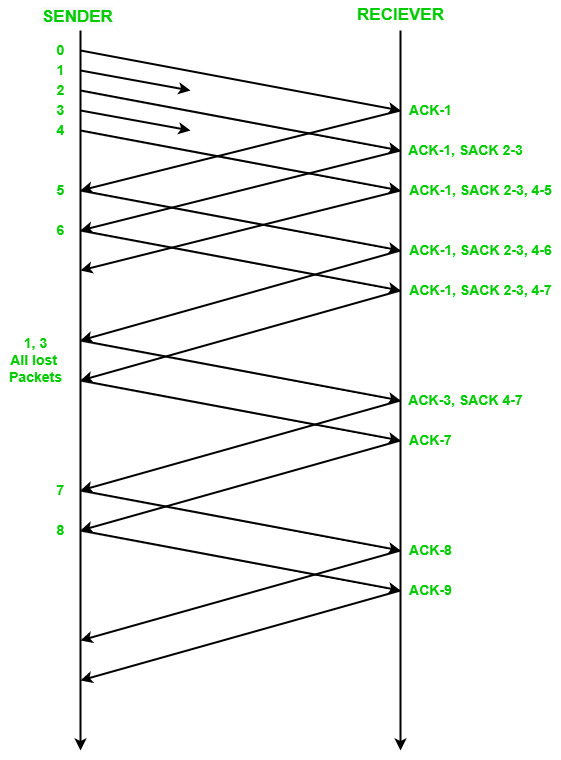 SENDER
RECIEVER
0
1
2
3
4
ACK-1
ACK-1, SACK 2-3
5
ACK-1, SACK 2-3, 4-5
6
ACK-1, SACK 2-3, 4-6
ACK-1, SACK 2-3, 4-7
1, 3
All lost
Packets
ACK-3, SACK 4-7
ACK-7
7
8
ACK-8
ACK-9